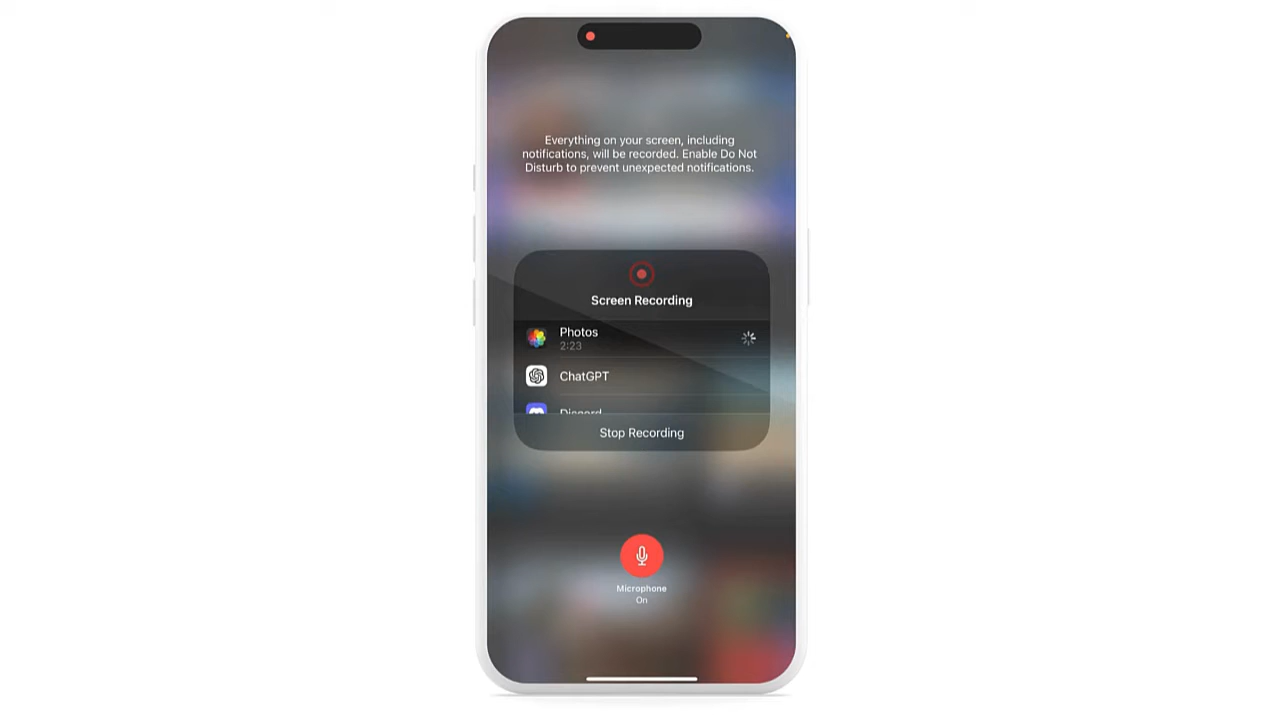 Everything on your screen, including
notifications, will be recorded. Enable Do Not
Disturb to prevent unexpected notifications.
Screen Recording
Photos
2:23
ChatGPT
Discord
Stop Recording
Microphone
On